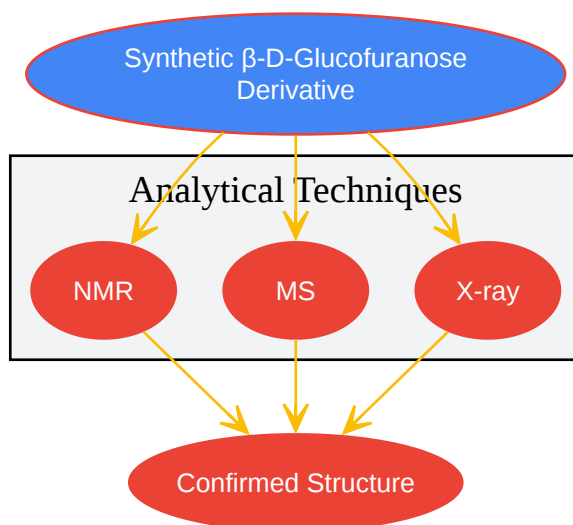 Synthetic β-D-Glucofuranose
Derivative
Analytical Techniques
NMR
MS
X-ray
Confirmed Structure